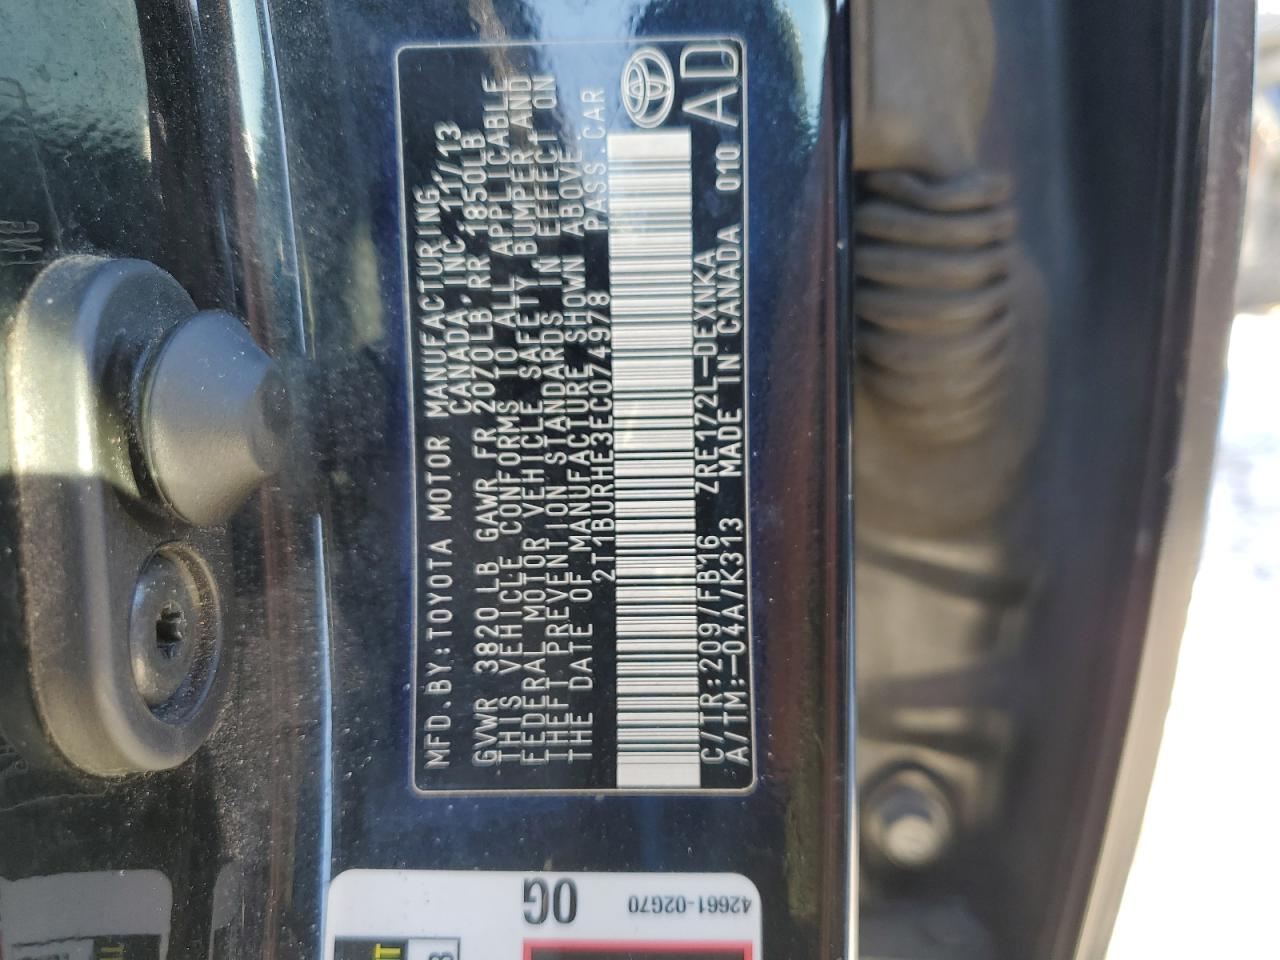 MFD.BY:TOYOTA MOTOR MANUFACTURING,
CANADA,INC 11/13
GVWR 3820 LB GAWR FR 2070LB RR 1850LB
THIS VEHICLE CONFORMS TO ALL APPLICABLE
FEDERAL MOTOR VEHICLE SAFETY BUMPER AND
THEFT PREVENTION STANDARDS IN EFFECT ON
THE DATE OF MANUFACTURE SHOWN ABOVE
2T1BURHE3EC074978 PASS.CAR
C/TR:209/FB16 ZRE172L-DEXNKA
A/TM:-04A/K313 MADE IN CANADA 010
AD
0G
42661-02G70